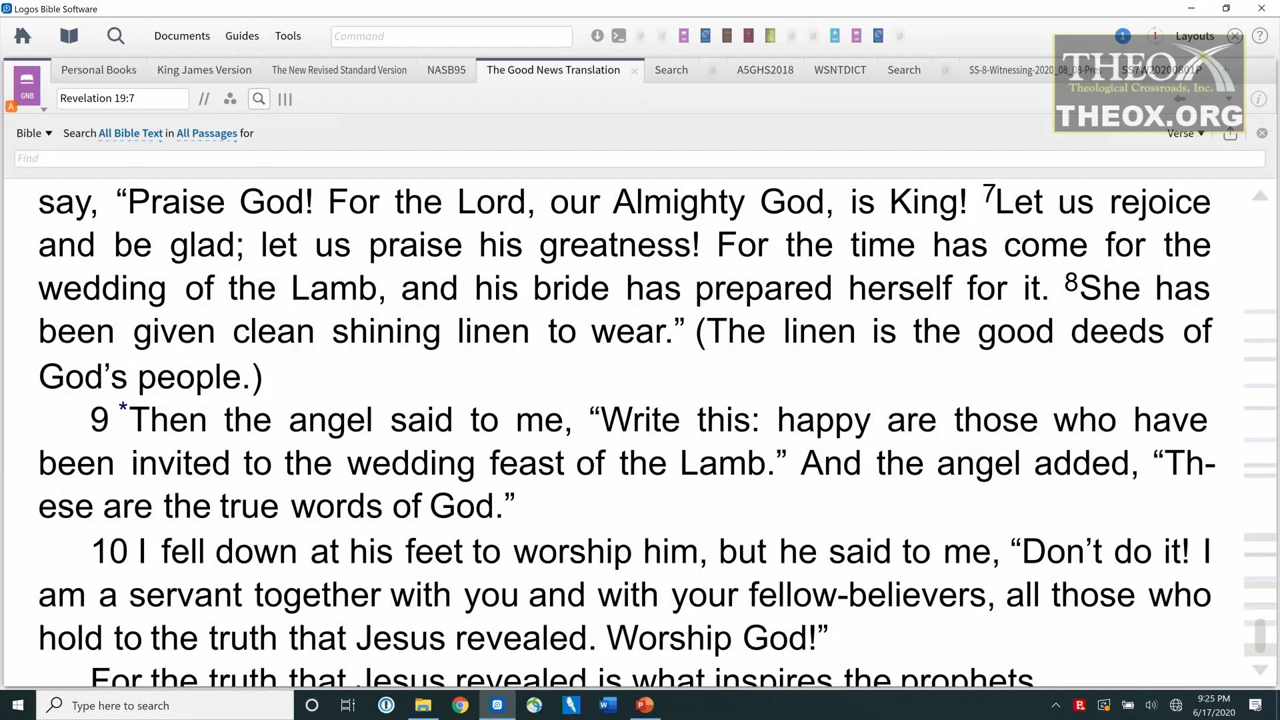 Logos Bible Software
Documents Guides Tools Command 1 Layouts
Personal Books King James Version The New Revised Stan SB95 The Good News Translation Search A5GHS2018 WSNTDICT Search SS-8-Witnessing-2020_08_08-Pres SS7W20200801P
THEOX
Theological Crossroads, Inc.
THEOX.ORG
GNB Revelation 19:7
A
Bible Search All Bible Text in All Passages for Verse
Find
say, “Praise God! For the Lord, our Almighty God, is King! 7Let us rejoice
and be glad; let us praise his greatness! For the time has come for the
wedding of the Lamb, and his bride has prepared herself for it. 8She has
been given clean shining linen to wear.” (The linen is the good deeds of
God’s people.)
9 *Then the angel said to me, “Write this: happy are those who have
been invited to the wedding feast of the Lamb.” And the angel added, “Th-
ese are the true words of God.”
10 I fell down at his feet to worship him, but he said to me, “Don’t do it! I
am a servant together with you and with your fellow-believers, all those who
hold to the truth that Jesus revealed. Worship God!”
For the truth that Jesus revealed is what inspires the prophets.
Type here to search
9:25 PM
6/17/2020